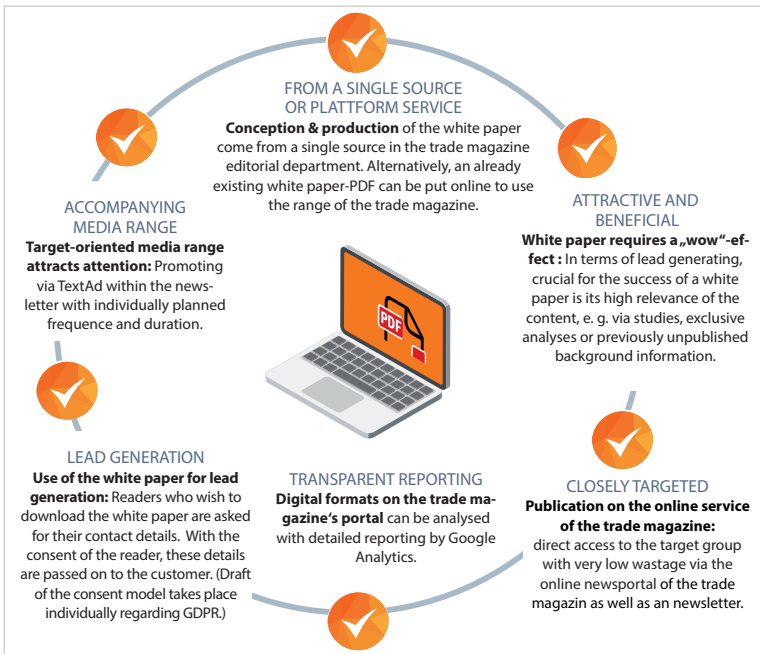 FROM A SINGLE SOURCE
OR PLATTFORM SERVICE
Conception & production of the white paper
come from a single source in the trade magazine
editorial department. Alternatively, an already
existing white paper-PDF can be put online to use
the range of the trade magazine.
ATTRACTIVE AND
BENEFICIAL
White paper requires a „wow“-ef-
fect : In terms of lead generating,
crucial for the success of a white
paper is its high relevance of the
content, e. g. via studies, exclusive
analyses or previously unpublished
background information.
CLOSELY TARGETED
Publication on the online service
of the trade magazine:
direct access to the target group
with very low wastage via the
online newsportal of the trade
magazin as well as an newsletter.
TRANSPARENT REPORTING
Digital formats on the trade ma-
gazine‘s portal can be analysed
with detailed reporting by Google
Analytics.
LEAD GENERATION
Use of the white paper for lead
generation: Readers who wish to
download the white paper are asked
for their contact details. With the
consent of the reader, these details
are passed on to the customer. (Draft
of the consent model takes place
individually regarding GDPR.)
ACCOMPANYING
MEDIA RANGE
Target-oriented media range
attracts attention: Promoting
via TextAd within the news-
letter with individually planned
frequence and duration.
PDF